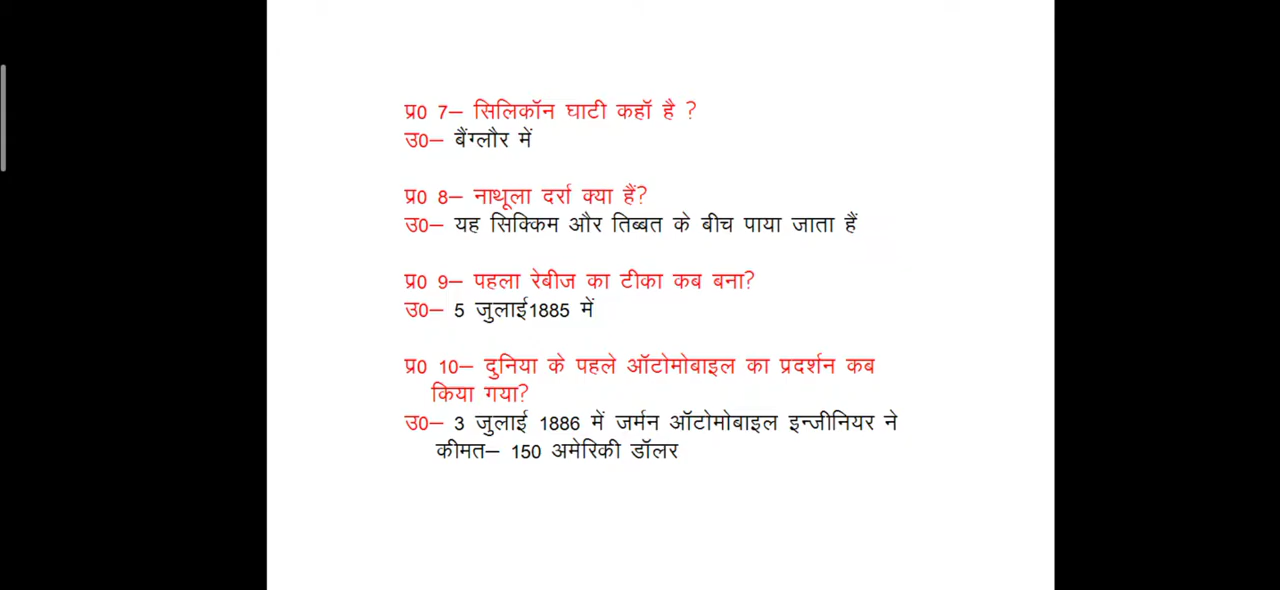 प्र0 7– सिलिकॉन घाटी कहॉ है ?
उ0– बैंग्लौर में
प्र0 8– नाथूला दर्रा क्या हैं?
उ0– यह सिक्किम और तिब्बत के बीच पाया जाता हैं
प्र0 9– पहला रेबीज का टीका कब बना?
उ0– 5 जुलाई1885 में
प्र0 10– दुनिया के पहले ऑटोमोबाइल का प्रदर्शन कब
किया गया?
उ0– 3 जुलाई 1886 में जर्मन ऑटोमोबाइल इन्जीनियर ने
कीमत– 150 अमेरिकी डॉलर